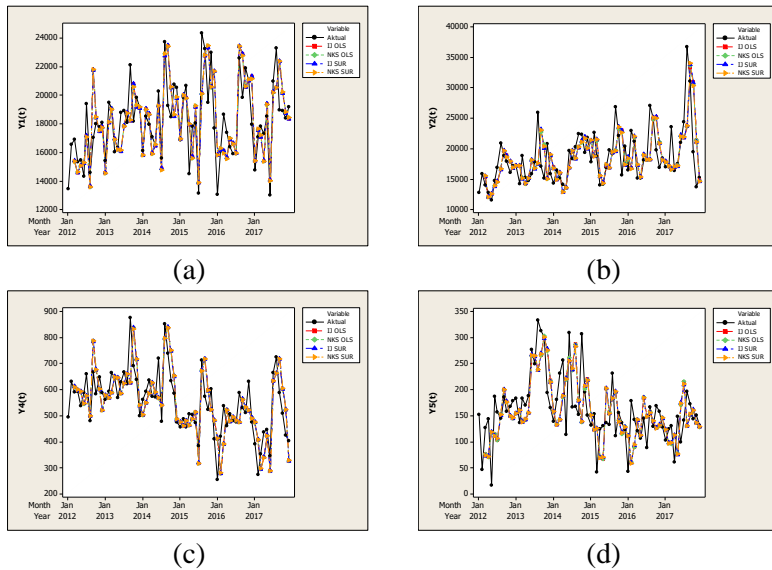 Variable
Aktual
IJ OLS
NKS OLS
IJ SUR
NKS SUR
24000
22000
20000
18000
16000
14000
12000
Y1(t)
Month Jan Jan Jan Jan Jan Jan
Year 2012 2013 2014 2015 2016 2017
(a)
Variable
Aktual
IJ OLS
NKS OLS
IJ SUR
NKS SUR
40000
35000
30000
25000
20000
15000
10000
Y2(t)
Month Jan Jan Jan Jan Jan Jan
Year 2012 2013 2014 2015 2016 2017
(b)
Variable
Aktual
IJ OLS
NKS OLS
IJ SUR
NKS SUR
900
800
700
600
500
400
300
200
Y4(t)
Month Jan Jan Jan Jan Jan Jan
Year 2012 2013 2014 2015 2016 2017
(c)
Variable
Aktual
IJ OLS
NKS OLS
IJ SUR
NKS SUR
350
300
250
200
150
100
50
0
Y5(t)
Month Jan Jan Jan Jan Jan Jan
Year 2012 2013 2014 2015 2016 2017
(d)